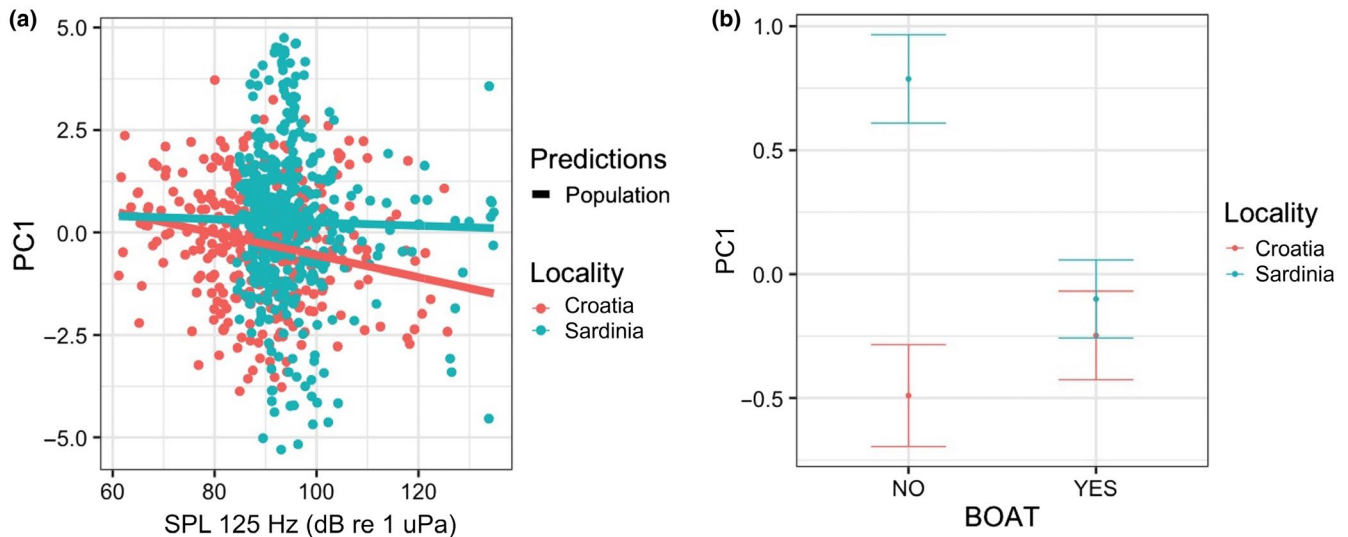 (a)
5.0
2.5
0.0
−2.5
−5.0
PC1
60 80 100 120
SPL 125 Hz (dB re 1 uPa)
Predictions
Population
Locality
Croatia
Sardinia
(b)
1.0
0.5
0.0
−0.5
PC1
NO YES
BOAT
Locality
Croatia
Sardinia